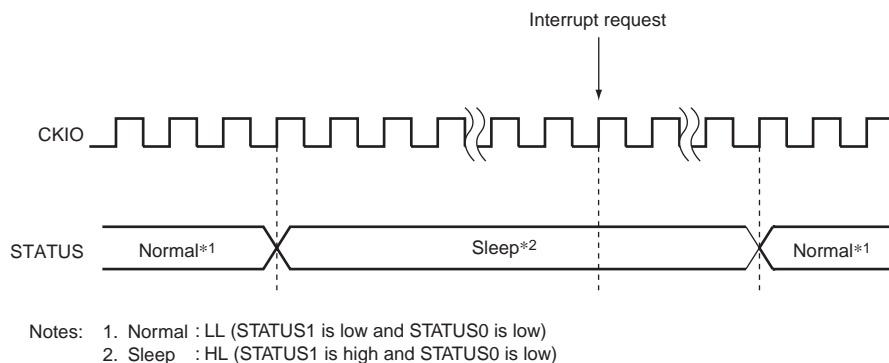 Interrupt request
CKIO
STATUS
Normal*1
Sleep*2
Normal*1
Notes: 1. Normal : LL (STATUS1 is low and STATUS0 is low)
2. Sleep : HL (STATUS1 is high and STATUS0 is low)